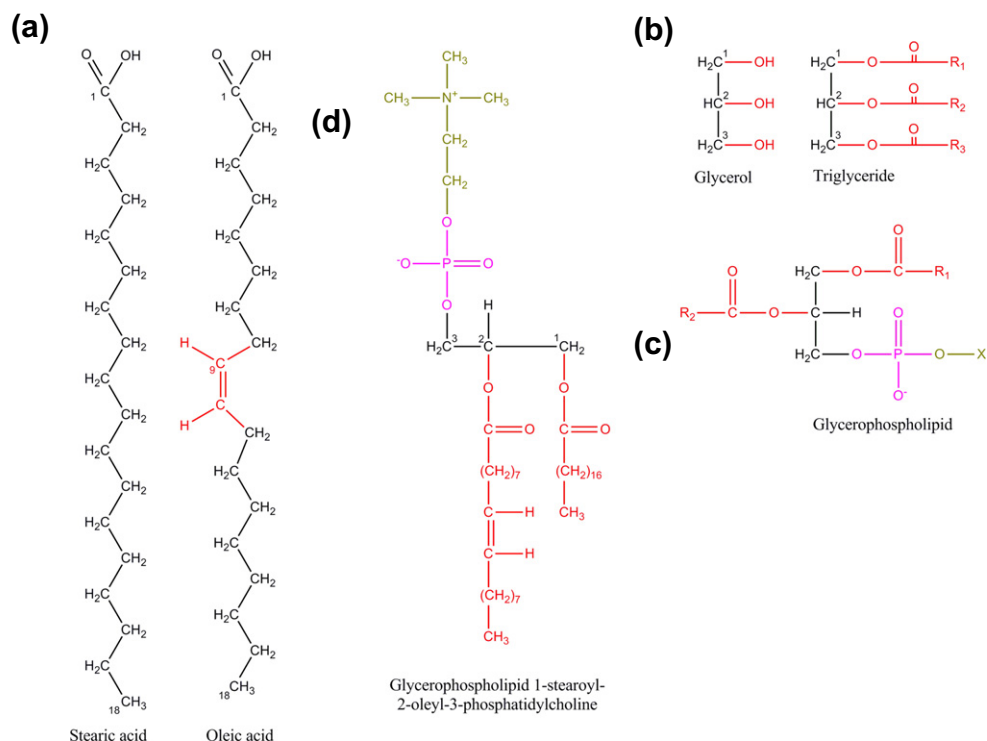 (a)
O OH
C
1
CH2
H2C
CH2
H2C
CH2
H2C
CH2
H2C
CH2
H2C
CH2
H2C
CH2
H2C
CH2
H2C
CH3
18
Stearic acid
O OH
C
1
CH2
H2C
CH2
H2C
CH2
H2C
CH2
H C
9
H C
CH2
H2C
CH2
H2C
CH2
H2C
CH2
CH3
18
Oleic acid
(d)
CH3
CH3 N+ CH3
CH2
CH2
O
-O P O
O
H
H2C 3 C 2 1 CH2
O O
C O C O
(CH2)7 (CH2)16
C H CH3
C H
(CH2)7
CH3
Glycerophospholipid 1-stearoyl-
2-oleyl-3-phosphatidylcholine
(b)
H2C 1 OH
HC 2 OH
H2C 3 OH
Glycerol
H2C 1 O O R1
HC 2 O O R2
H2C 3 O O R3
Triglyceride
(c)
O
H2C O C R1
O
R2 C O C H
O
H2C O P O X
O-
Glycerophospholipid